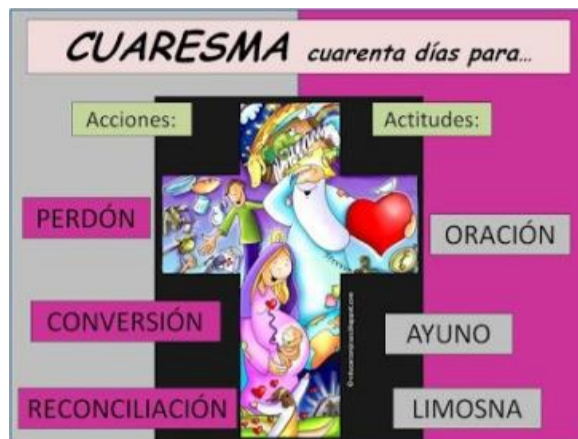 CUARESMA cuarenta días para...
Acciones:
Actitudes:
PERDÓN
ORACIÓN
CONVERSIÓN
AYUNO
RECONCILIACIÓN
LIMOSNA